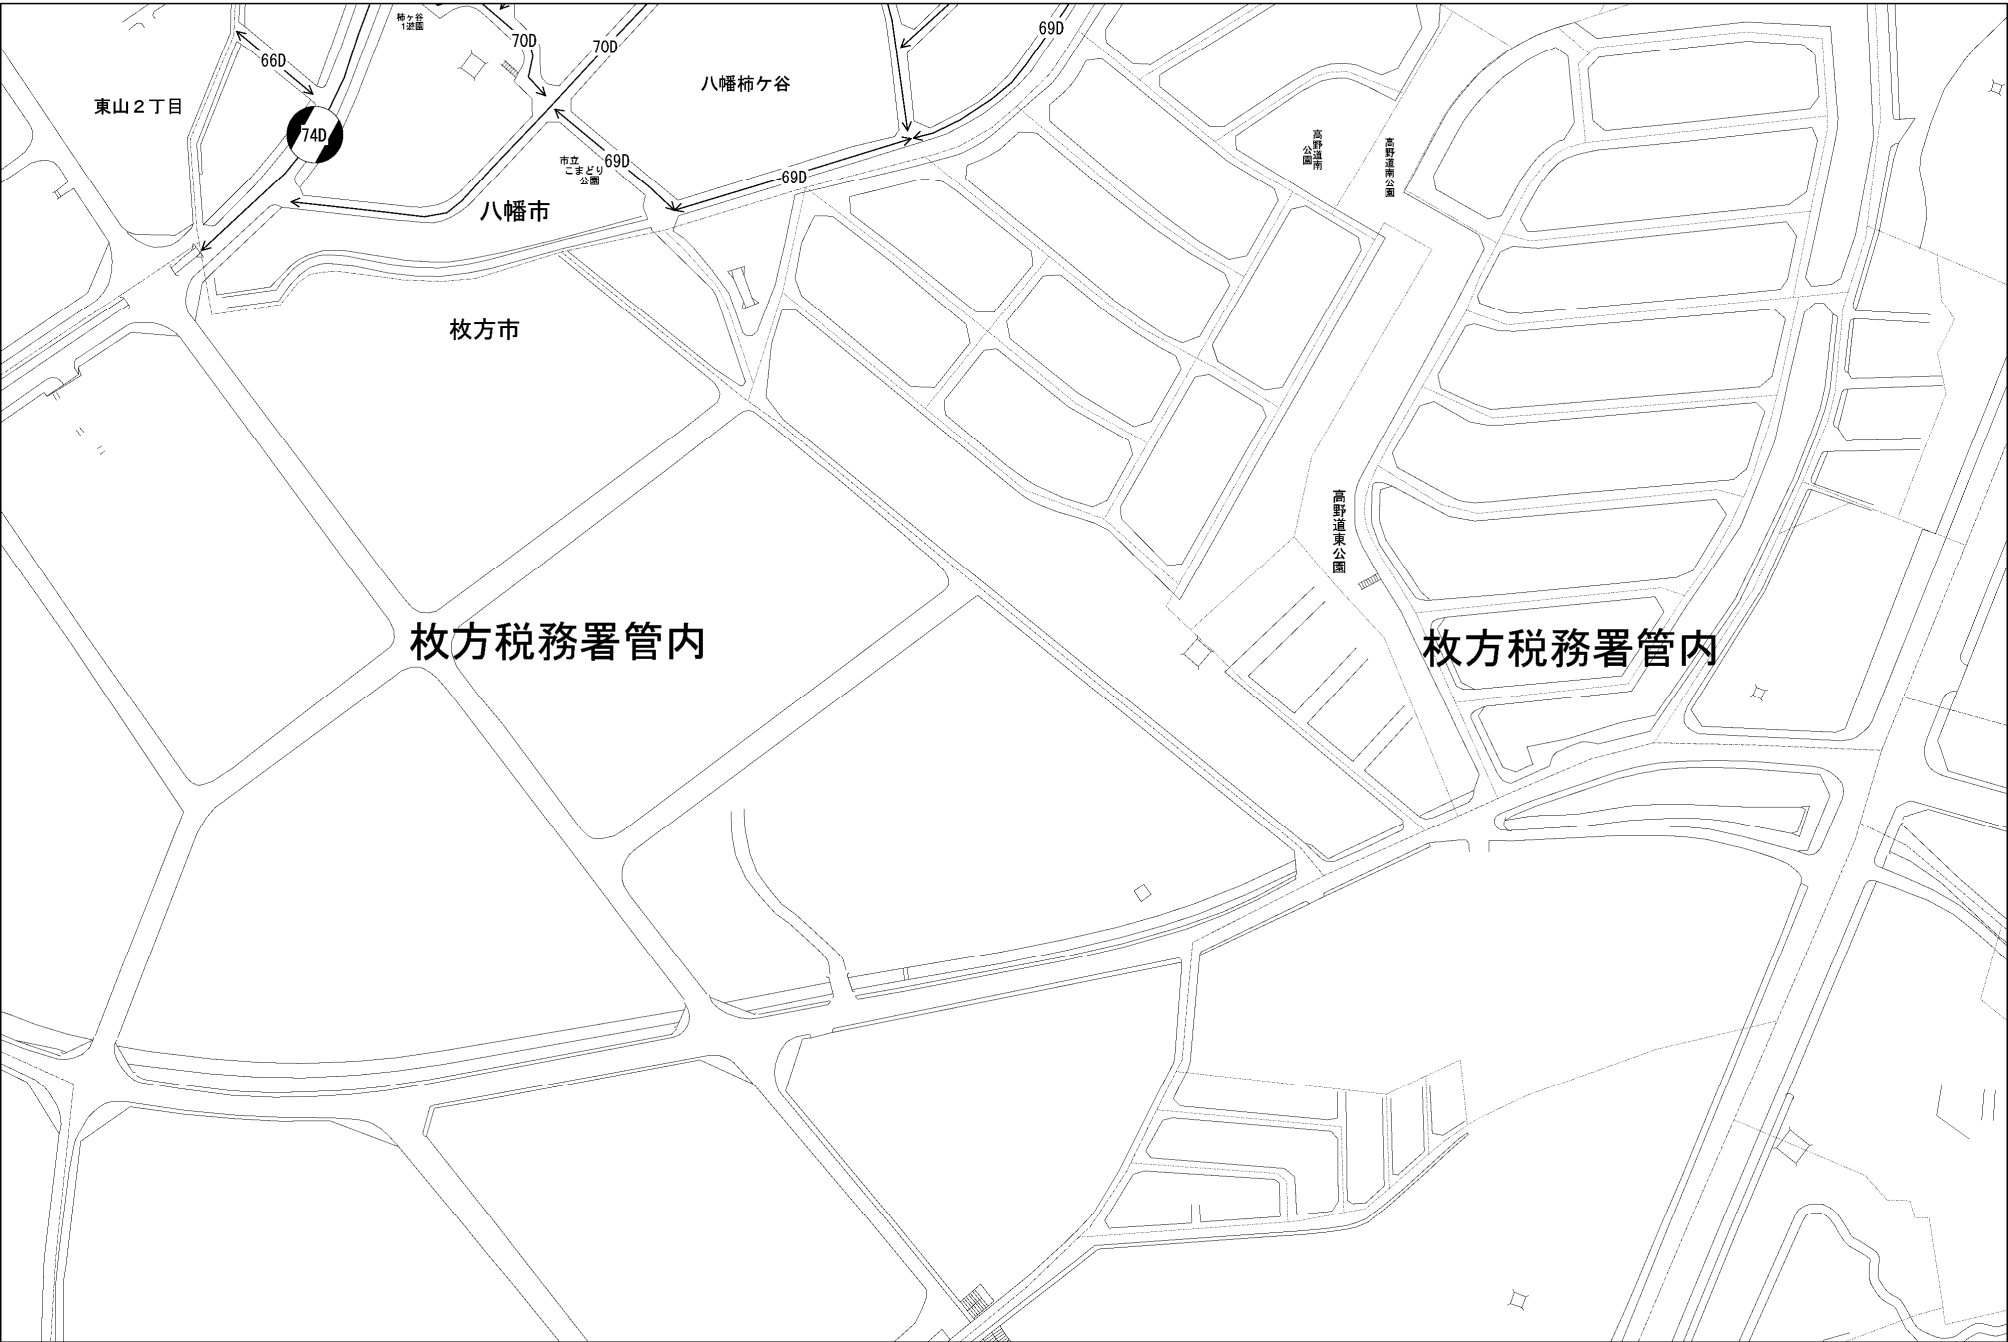 柿ヶ谷
1遊園
70D
70D
69D
66D
八幡柿ケ谷
東山２丁目
74D
高野道南
公園
高野道南公園
市立
こまどり
公園
69D
69D
八幡市
枚方市
高野道東公園
枚方税務署管内
枚方税務署管内